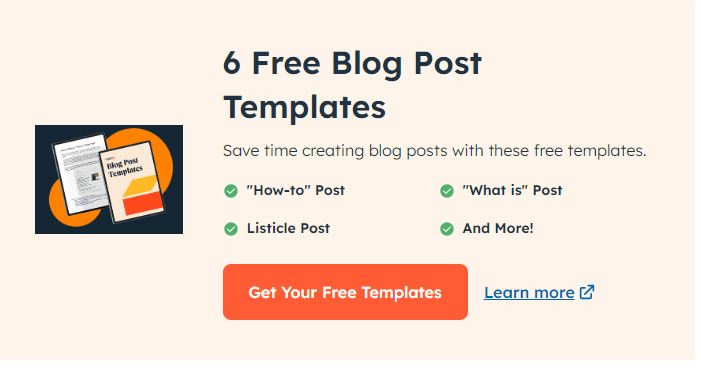 6 Free Blog Post
Templates
Save time creating blog posts with these free templates.
"How-to" Post
"What is" Post
Listicle Post
And More!
Get Your Free Templates
Learn more
Blog Post
Templates